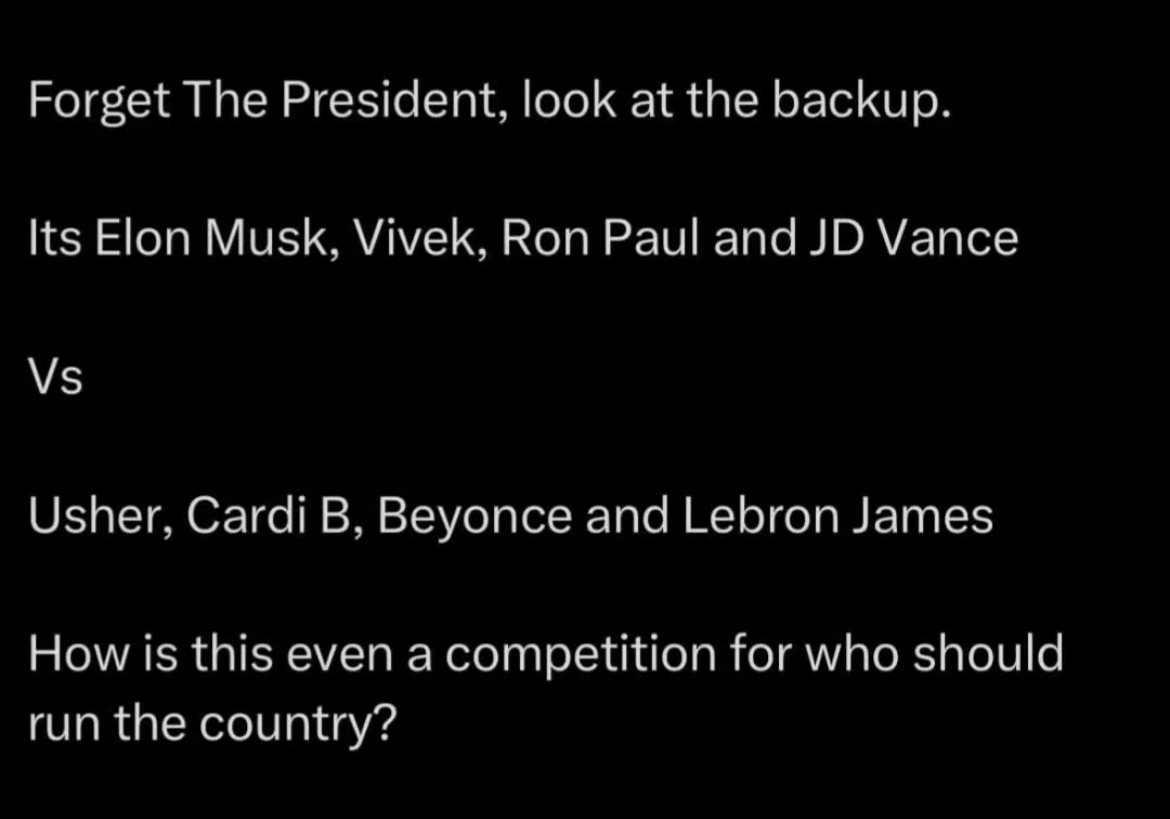 Forget The President, look at the backup.
Its Elon Musk, Vivek, Ron Paul and JD Vance
Vs
Usher, Cardi B, Beyonce and Lebron James
How is this even a competition for who should
run the country?